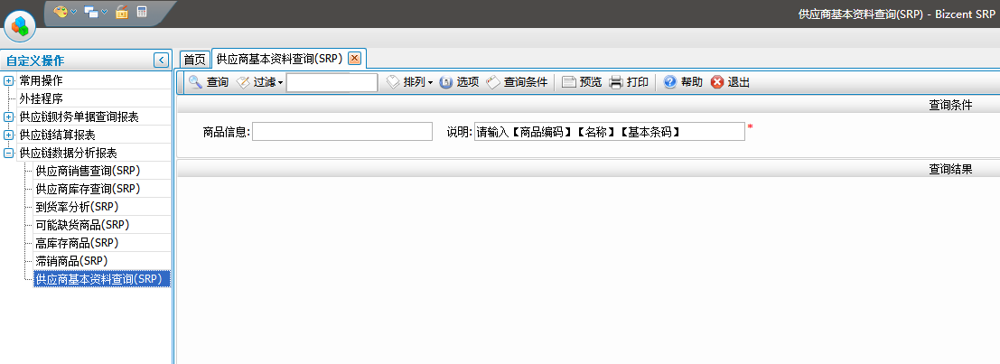 供应商基本资料查询(SRP) - Bizcent SRP
自定义操作
常用操作
外挂程序
供应链财务单据查询报表
供应链结算报表
供应链数据分析报表
供应商销售查询(SRP)
供应商库存查询(SRP)
到货率分析(SRP)
可能缺货商品(SRP)
高库存商品(SRP)
滞销商品(SRP)
供应商基本资料查询(SRP)
首页 供应商基本资料查询(SRP)
查询 过滤 排列 选项 查询条件 预览 打印 帮助 退出
查询条件
商品信息: 说明: 请输入【商品编码】【名称】【基本条码】 *
查询结果